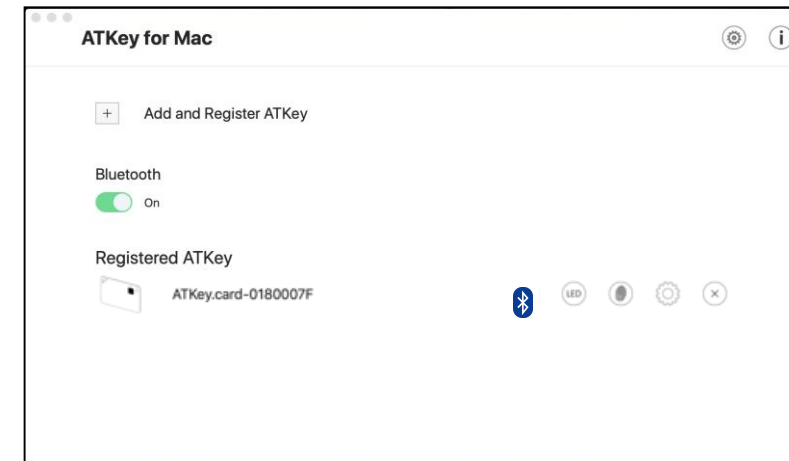 ATKey for Mac
Add and Register ATKey
Bluetooth
On
Registered ATKey
ATKey.card-0180007F
LED